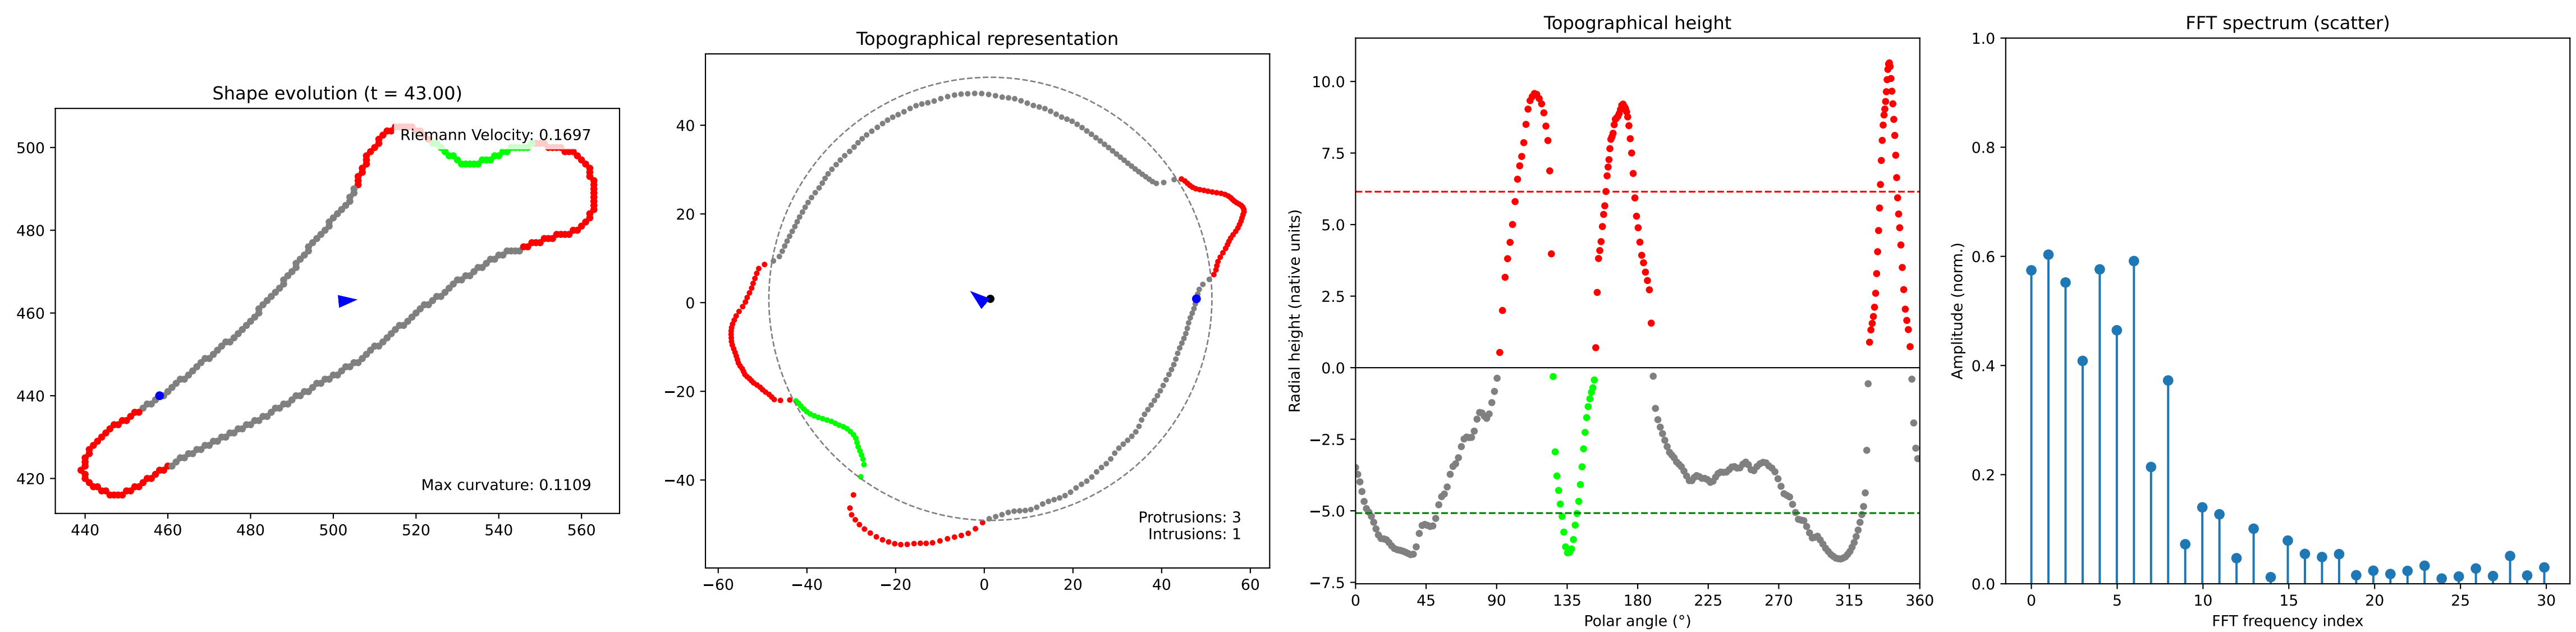 Shape evolution (t = 43.00)
Riemann Velocity: 0.1697
Max curvature: 0.1109
500
480
460
440
420
440 460 480 500 520 540 560
Topographical representation
40
20
0
−20
−40
−60 −40 −20 0 20 40 60
Protrusions: 3
Intrusions: 1
Topographical height
Radial height (native units)
10.0
7.5
5.0
2.5
0.0
−2.5
−5.0
−7.5
0 45 90 135 180 225 270 315 360
Polar angle (°)
FFT spectrum (scatter)
Amplitude (norm.)
1.0
0.8
0.6
0.4
0.2
0.0
0 5 10 15 20 25 30
FFT frequency index